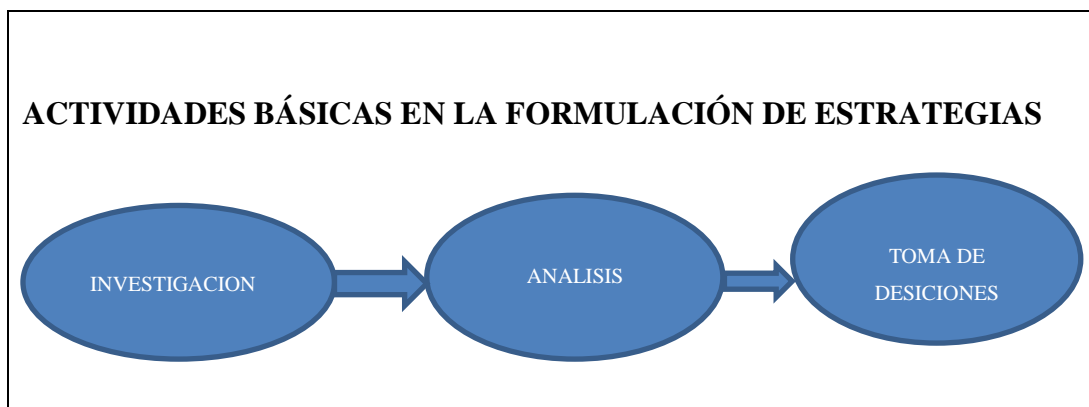 ACTIVIDADES BÁSICAS EN LA FORMULACIÓN DE ESTRATEGIAS
INVESTIGACION
ANALISIS
TOMA DE
DESICIONES